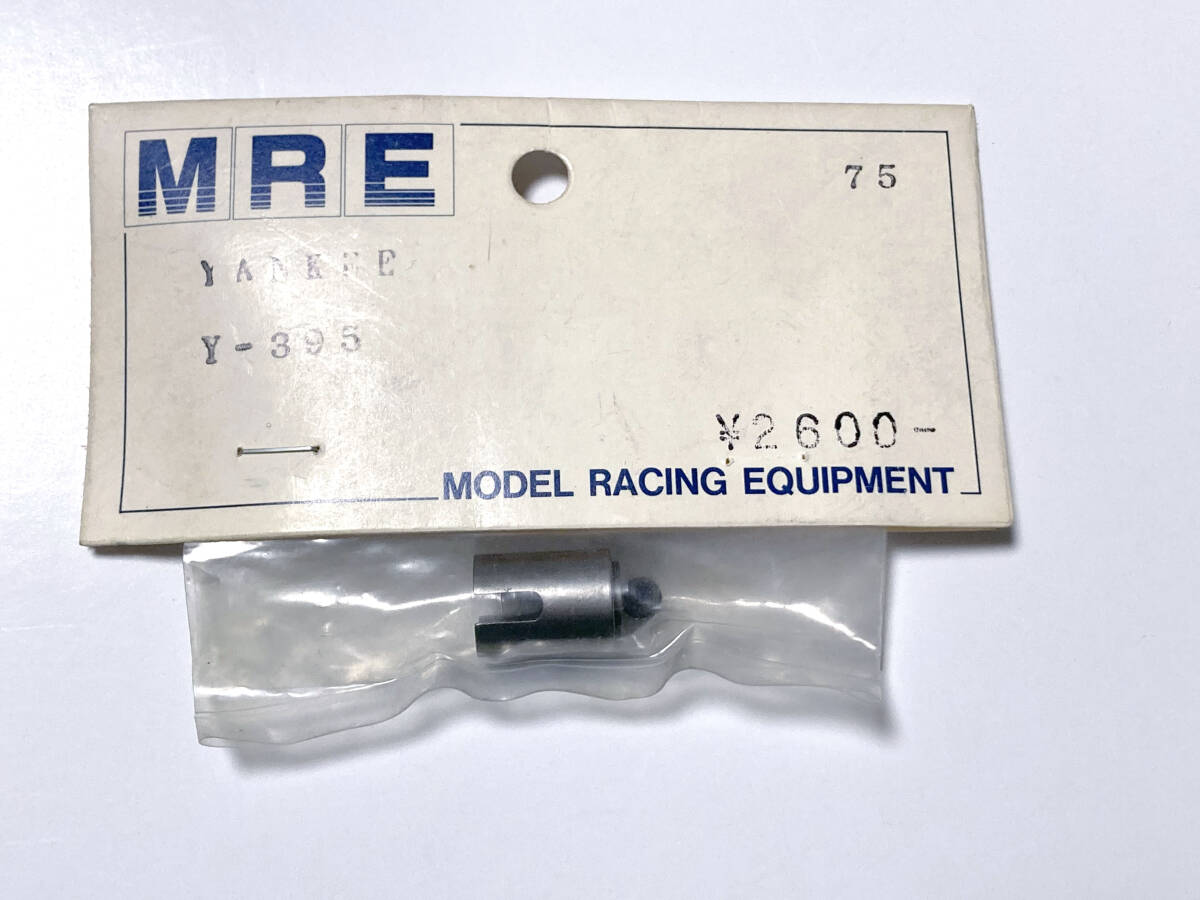 MRE
75
YANKEE
Y-395
¥2600-
MODEL RACING EQUIPMENT